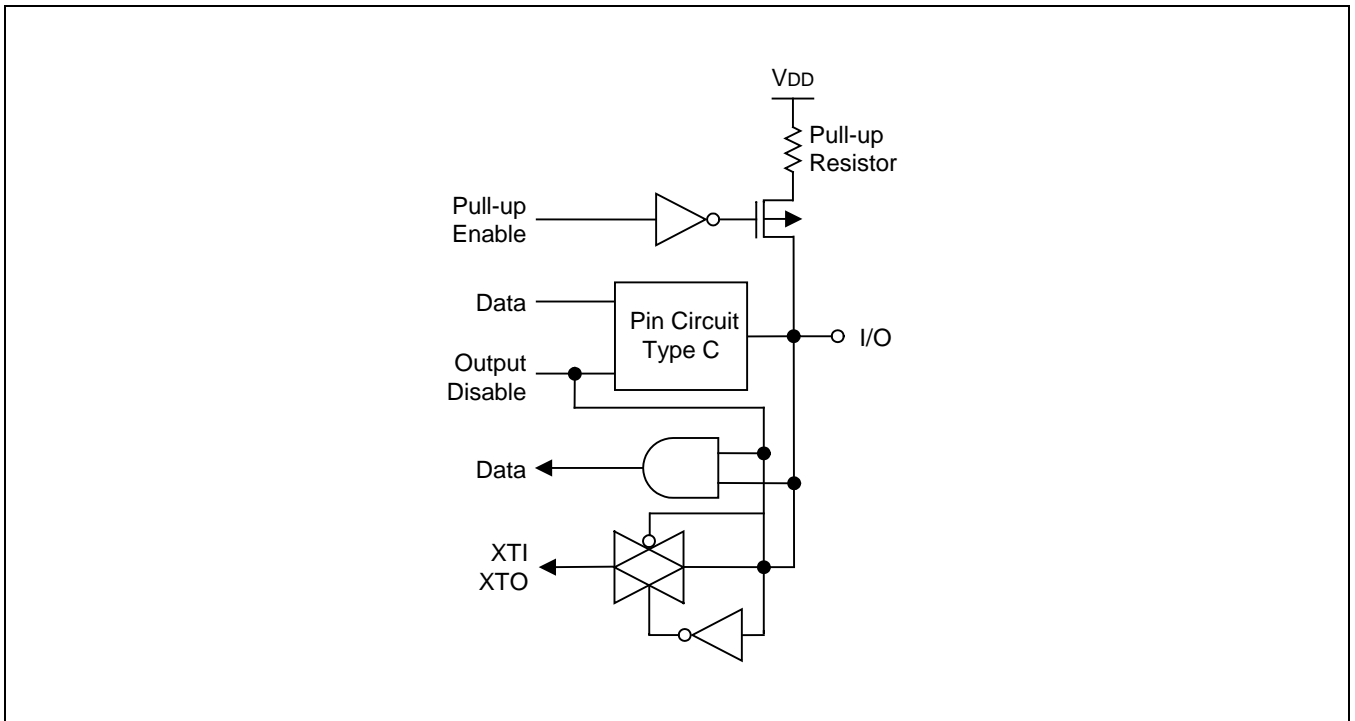 VDD
Pull-up
Resistor
Pull-up
Enable
Data
Pin Circuit
Type C
I/O
Output
Disable
Data
XTI
XTO